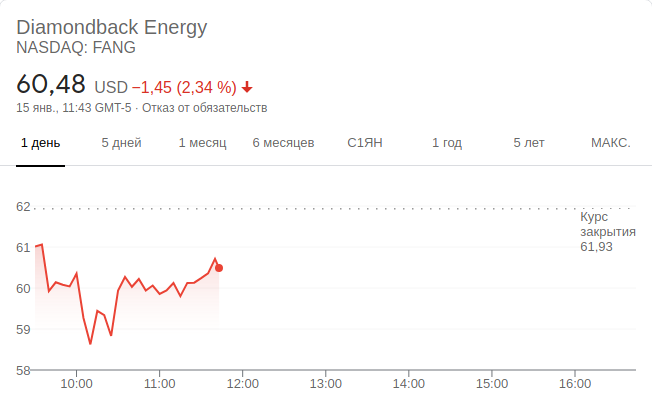 Diamondback Energy
NASDAQ: FANG
60,48 USD −1,45 (2,34 %)
15 янв., 11:43 GMT-5 · Отказ от обязательств
1 день 5 дней 1 месяц 6 месяцев С1ЯН 1 год 5 лет МАКС.
62
Курс
закрытия
61,93
61
60
59
58
10:00 11:00 12:00 13:00 14:00 15:00 16:00